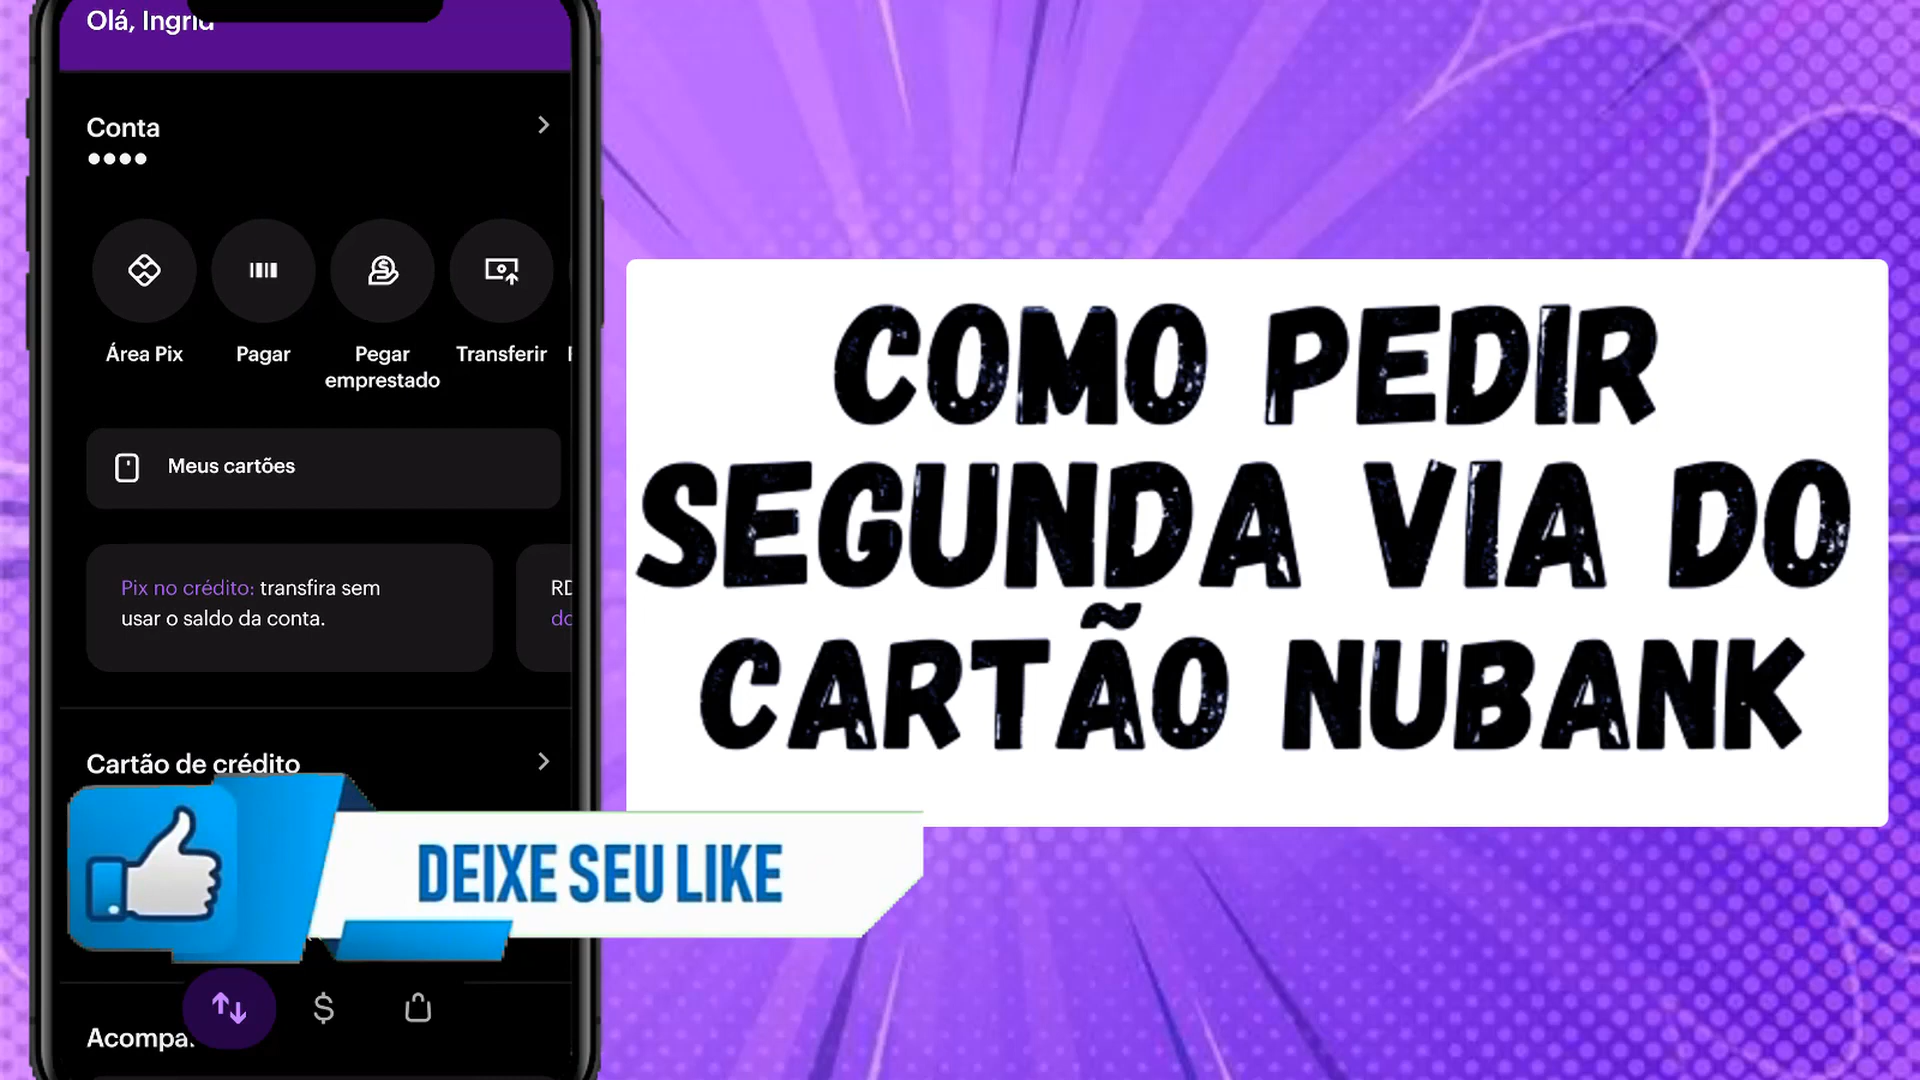 Olá, Ingrid
Conta
Área Pix
Pagar
Pegar
emprestado
Transferir
Meus cartões
Pix no crédito: transfira sem
usar o saldo da conta.
Cartão de crédito
DEIXE SEU LIKE
COMO PEDIR
SEGUNDA VIA DO
CARTÃO NUBANK